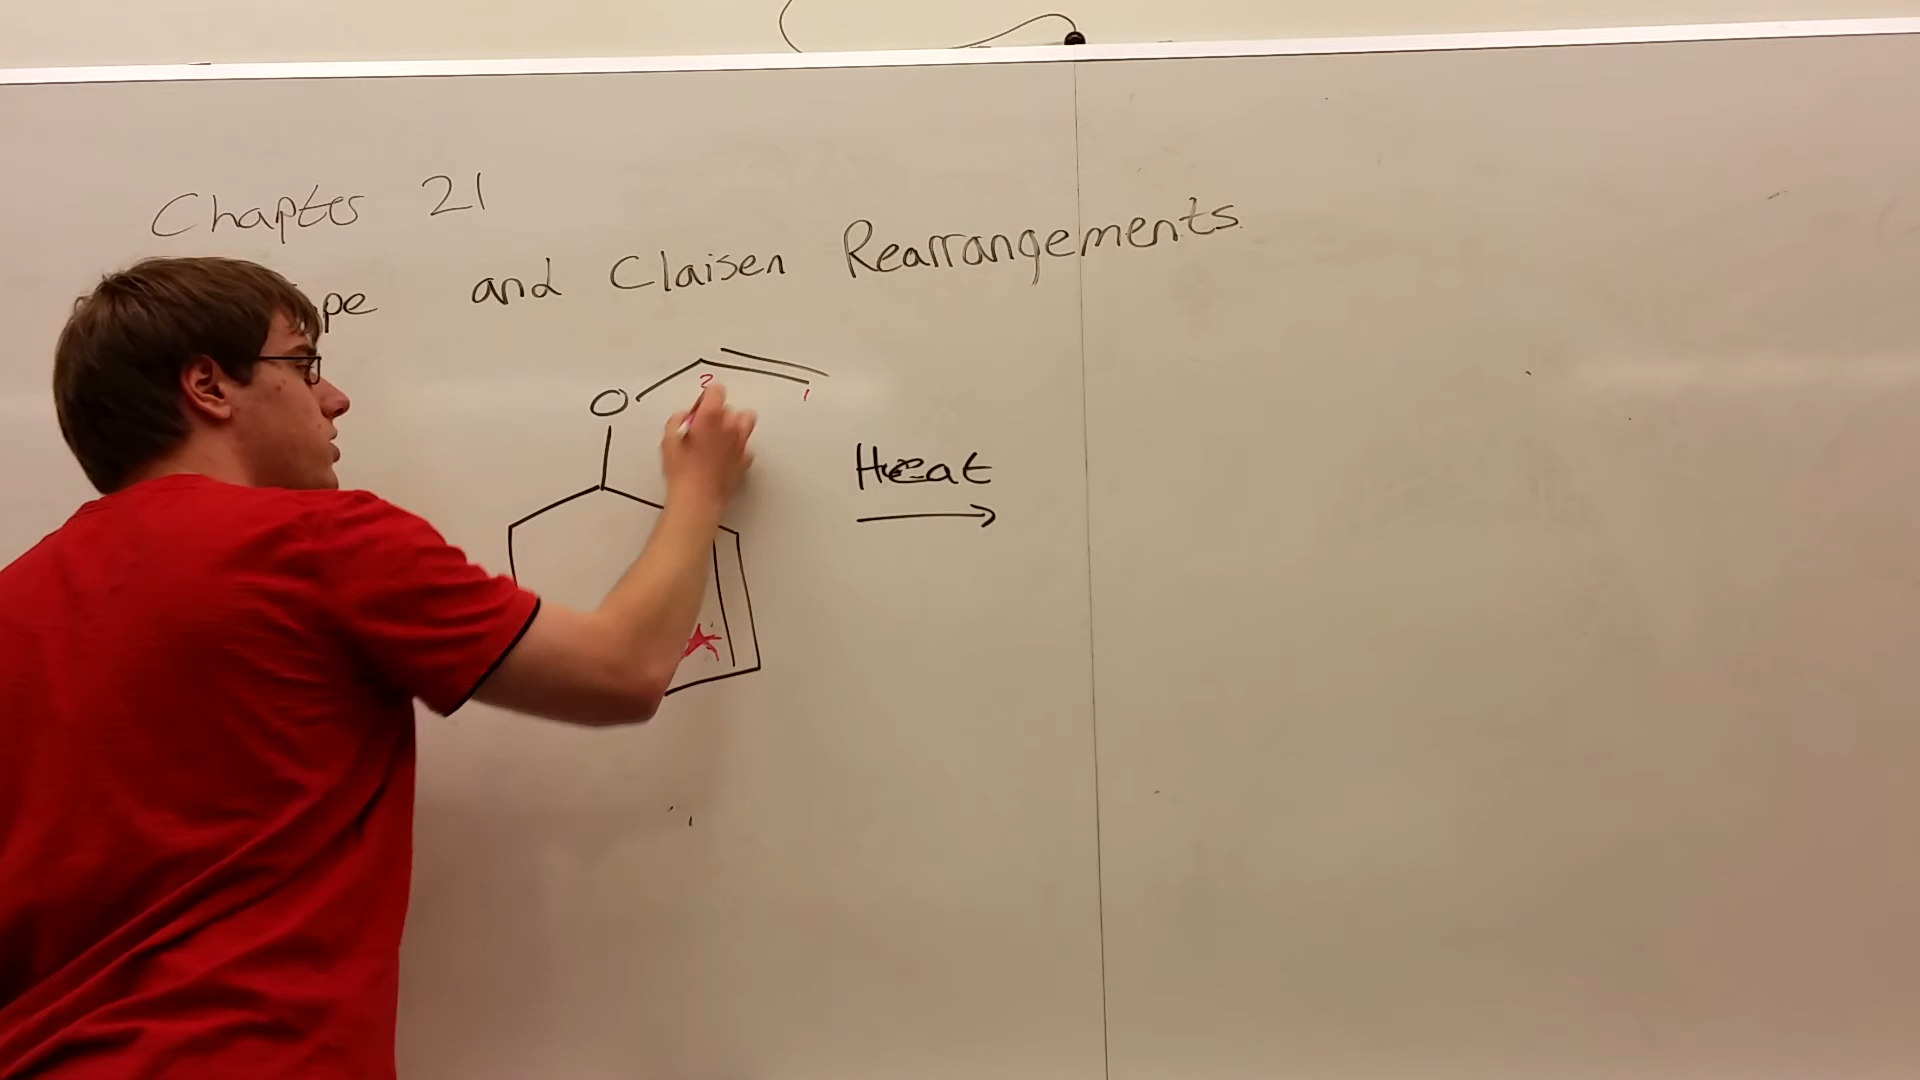 Chapter 21
pe and Claisen Rearrangements
O
2
1
Heat